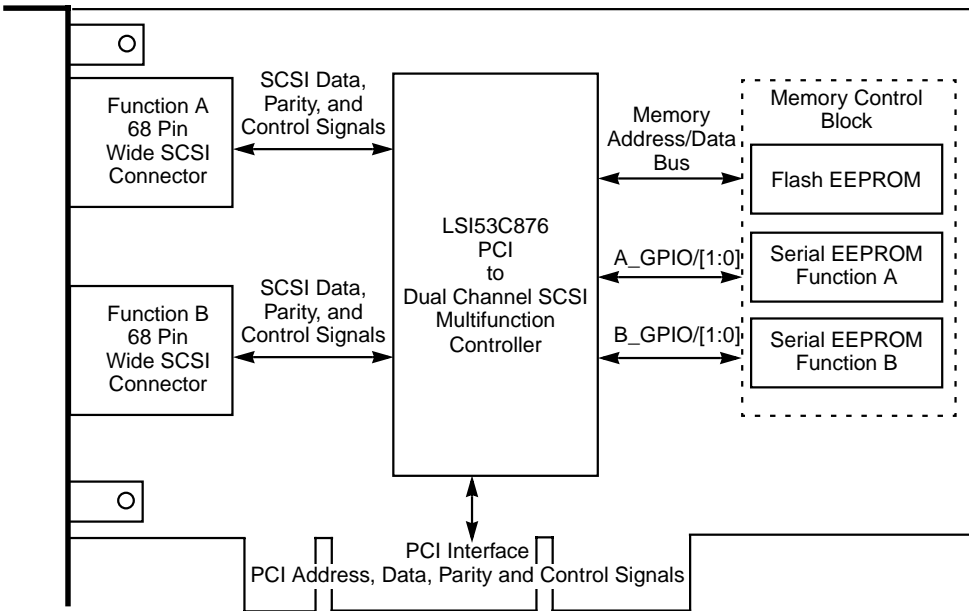 Function A
68 Pin
Wide SCSI
Connector
SCSI Data,
Parity, and
Control Signals
Function B
68 Pin
Wide SCSI
Connector
SCSI Data,
Parity, and
Control Signals
LSI53C876
PCI
to
Dual Channel SCSI
Multifunction
Controller
Memory
Address/Data
Bus
A_GPIO/[1:0]
B_GPIO/[1:0]
Memory Control
Block
Flash EEPROM
Serial EEPROM
Function A
Serial EEPROM
Function B
PCI Interface
PCI Address, Data, Parity and Control Signals